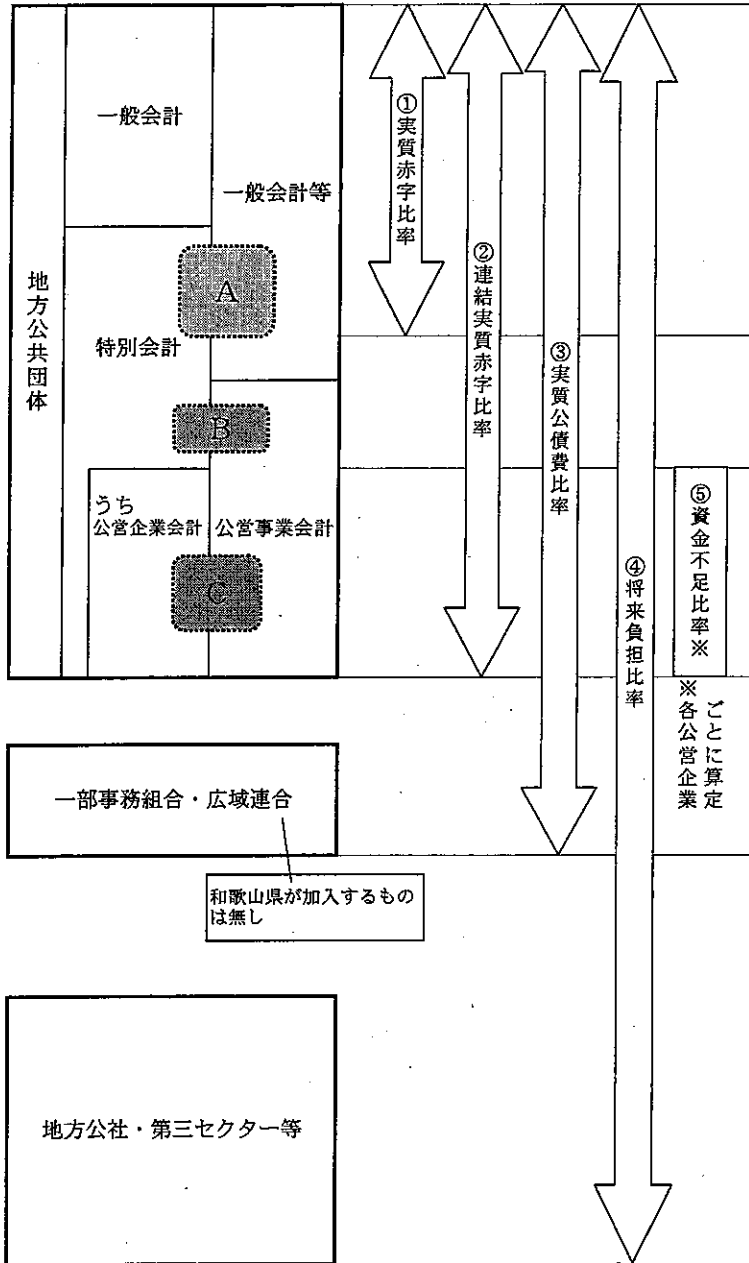 地方公共団体
一般会計
一般会計等
A
特別会計
B
うち
公営企業会計
公営事業会計
C
①実質赤字比率
②連結実質赤字比率
③実質公債費比率
④将来負担比率
⑤資金不足比率※
※各公営企業
ごとに算定
一部事務組合・広域連合
和歌山県が加入するもの
は無し
地方公社・第三セクター等